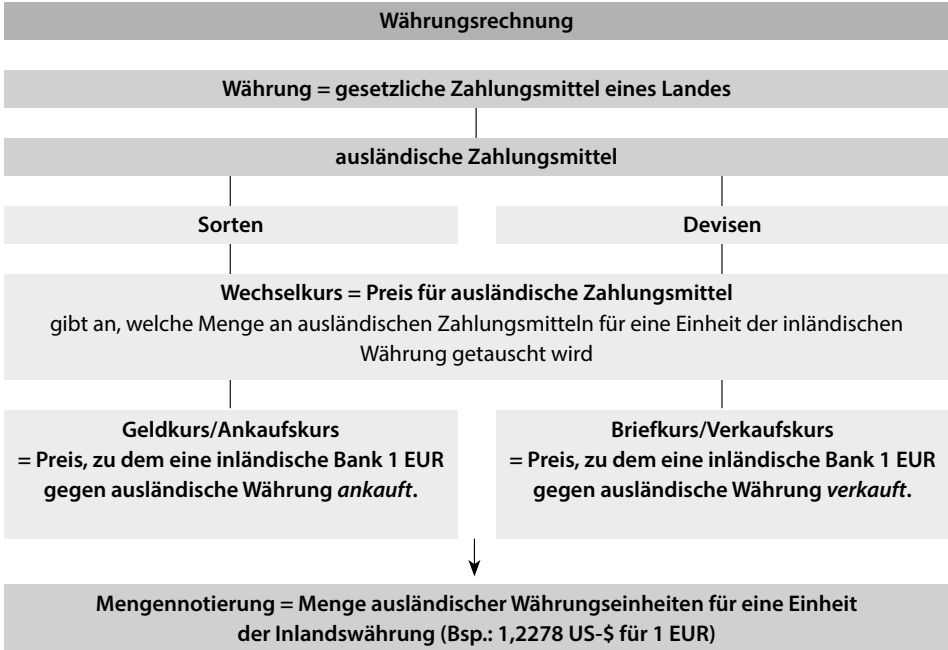 Währungsrechnung
Währung = gesetzliche Zahlungsmittel eines Landes
ausländische Zahlungsmittel
Sorten
Devisen
Wechselkurs = Preis für ausländische Zahlungsmittel
gibt an, welche Menge an ausländischen Zahlungsmitteln für eine Einheit der inländischen
Währung getauscht wird
Geldkurs/Ankaufskurs
= Preis, zu dem eine inländische Bank 1 EUR
gegen ausländische Währung ankauft.
Briefkurs/Verkaufskurs
= Preis, zu dem eine inländische Bank 1 EUR
gegen ausländische Währung verkauft.
Mengennotierung = Menge ausländischer Währungseinheiten für eine Einheit
der Inlandswährung (Bsp.: 1,2278 US-$ für 1 EUR)